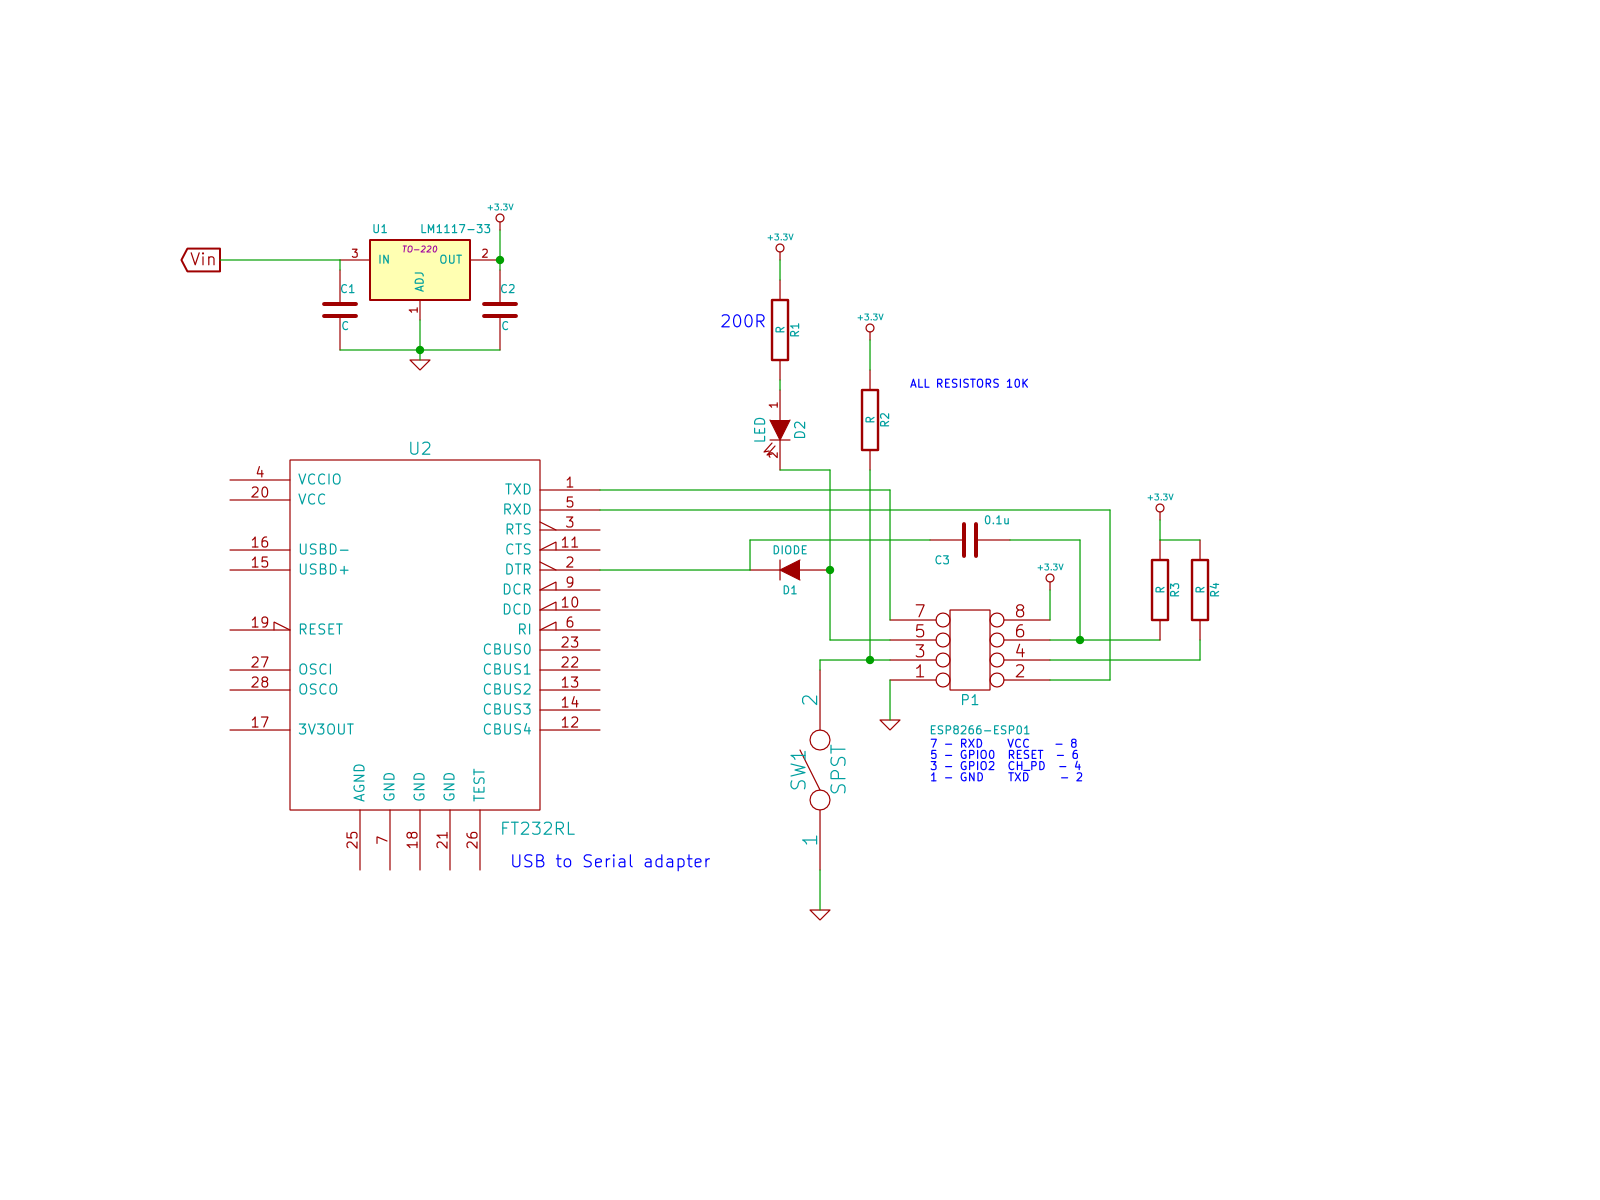 +3.3V
U1 LM1117-33
TO-220
Vin
3 IN OUT 2
ADJ
1
C1 C2
C C
+3.3V
200R
R
R1
+3.3V
R
R2
ALL RESISTORS 10K
1
LED
D2
2
U2
4 VCCIO
20 VCC
16 USBD-
15 USBD+
19 RESET
27 OSCI
28 OSCO
17 3V3OUT
TXD 1
RXD 5
RTS 3
CTS 11
DTR 2
DCR 9
DCD 10
RI 6
CBUS0 23
CBUS1 22
CBUS2 13
CBUS3 14
CBUS4 12
AGND GND GND GND TEST
25 7 18 21 26
FT232RL
USB to Serial adapter
DIODE
D1
0.1u
C3
+3.3V
+3.3V
R
R3
R
R4
7 8
5 6
3 4
1 2
P1
ESP8266-ESP01
7 - RXD VCC - 8
5 - GPIO0 RESET - 6
3 - GPIO2 CH_PD - 4
1 - GND TXD - 2
2
SW1
SPST
1